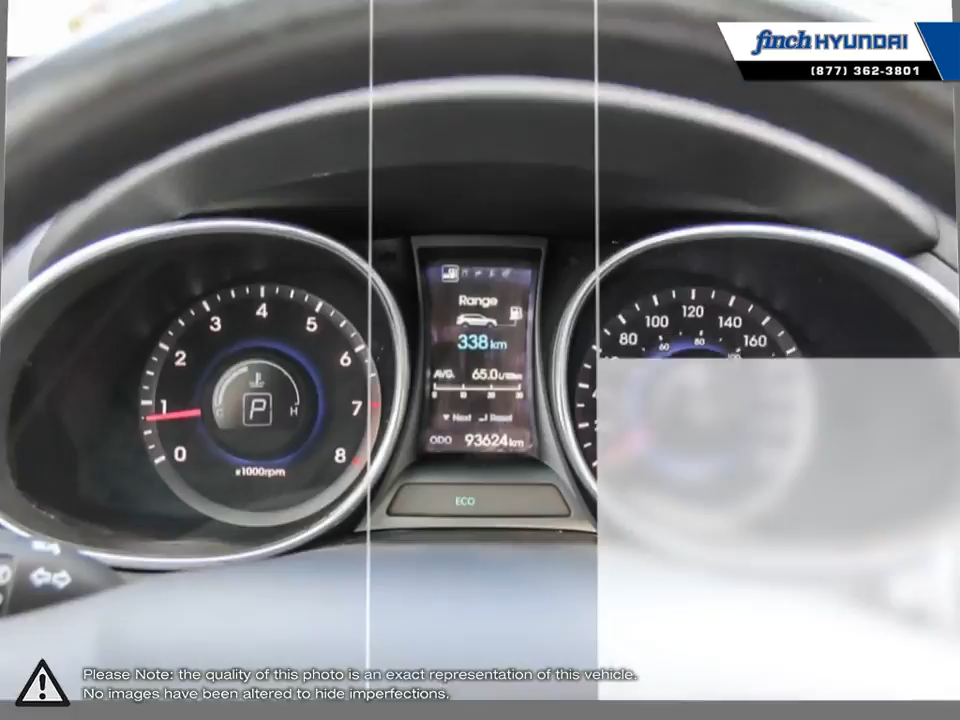 finch HYUNDAI
(877) 362-3801
Range
338 km
AVG. 65.0
ODO 93624 km
Next Reset
ECO
0 1 2 3 4 5 6 7 8
x1000rpm
P
H
80 100 120 140 160
60 80
Please Note: the quality of this photo is an exact representation of this vehicle.
No images have been altered to hide imperfections.